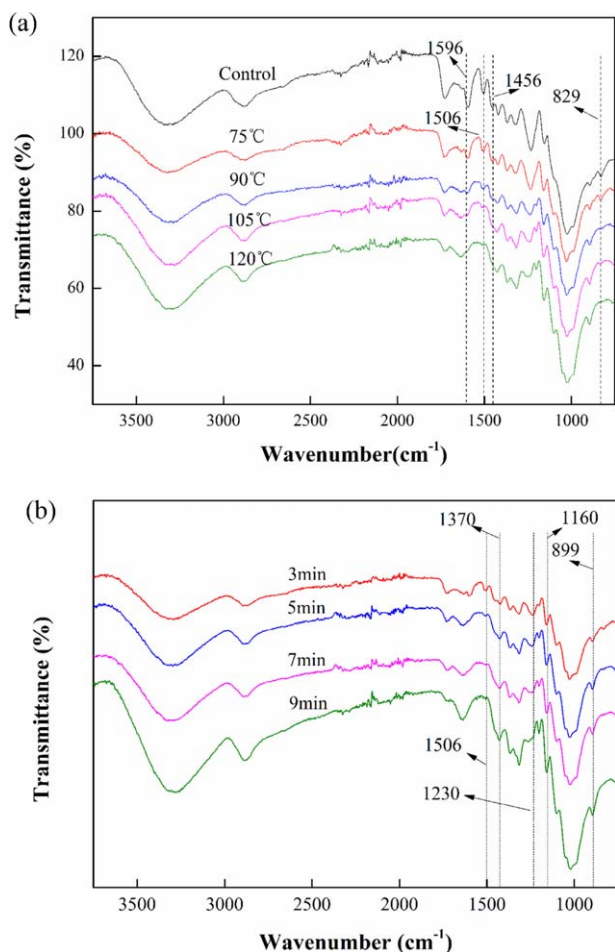 (a)
120
100
80
60
40
Transmittance (%)
Control
75℃
90℃
105℃
120℃
1596
1456
829
1506
3500
3000
2500
2000
1500
1000
Wavenumber(cm⁻¹)
(b)
Transmittance (%)
1370
1160
899
3min
5min
7min
9min
1506
1230
3500
3000
2500
2000
1500
1000
Wavenumber (cm⁻¹)